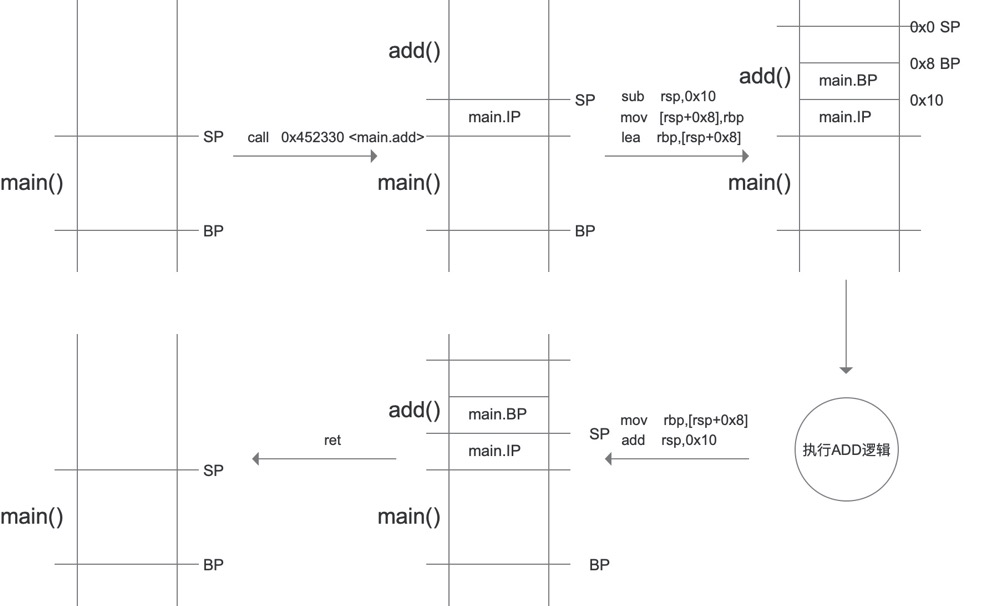 add()
main.IP
SP
main()
SP
BP
call 0x452330 <main.add>
main()
BP
sub rsp,0x10
mov [rsp+0x8],rbp
lea rbp,[rsp+0x8]
0x0 SP
0x8 BP
0x10
add()
main.BP
main.IP
main()
执行ADD逻辑
mov rbp,[rsp+0x8]
add rsp,0x10
add()
main.BP
main.IP
SP
main()
BP
ret
SP
main()
BP